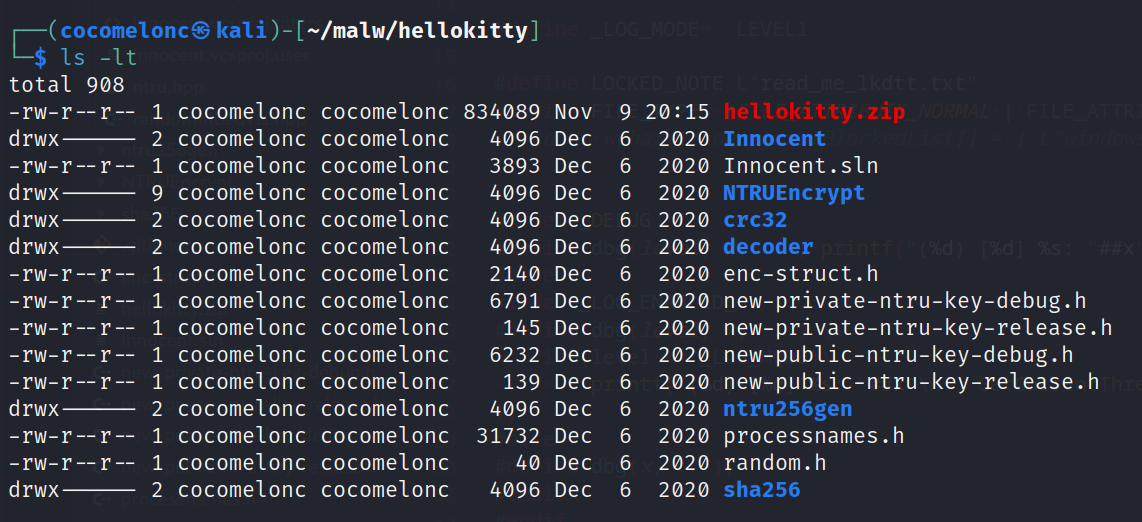 ┌──(cocomelonc㉿kali)-[~/malw/hellokitty]
└─$ ls -lt
total 908
-rw-r--r-- 1 cocomelonc cocomelonc 834089 Nov  9 20:15 hellokitty.zip
drwx------ 2 cocomelonc cocomelonc   4096 Dec  6  2020 Innocent
-rw-r--r-- 1 cocomelonc cocomelonc   3893 Dec  6  2020 Innocent.sln
drwx------ 9 cocomelonc cocomelonc   4096 Dec  6  2020 NTRUEncrypt
drwx------ 2 cocomelonc cocomelonc   4096 Dec  6  2020 crc32
drwx------ 2 cocomelonc cocomelonc   4096 Dec  6  2020 decoder
-rw-r--r-- 1 cocomelonc cocomelonc   2140 Dec  6  2020 enc-struct.h
-rw-r--r-- 1 cocomelonc cocomelonc   6791 Dec  6  2020 new-private-ntru-key-debug.h
-rw-r--r-- 1 cocomelonc cocomelonc    145 Dec  6  2020 new-private-ntru-key-release.h
-rw-r--r-- 1 cocomelonc cocomelonc   6232 Dec  6  2020 new-public-ntru-key-debug.h
-rw-r--r-- 1 cocomelonc cocomelonc    139 Dec  6  2020 new-public-ntru-key-release.h
drwx------ 2 cocomelonc cocomelonc   4096 Dec  6  2020 ntru256gen
-rw-r--r-- 1 cocomelonc cocomelonc  31732 Dec  6  2020 processnames.h
-rw-r--r-- 1 cocomelonc cocomelonc     40 Dec  6  2020 random.h
drwx------ 2 cocomelonc cocomelonc   4096 Dec  6  2020 sha256